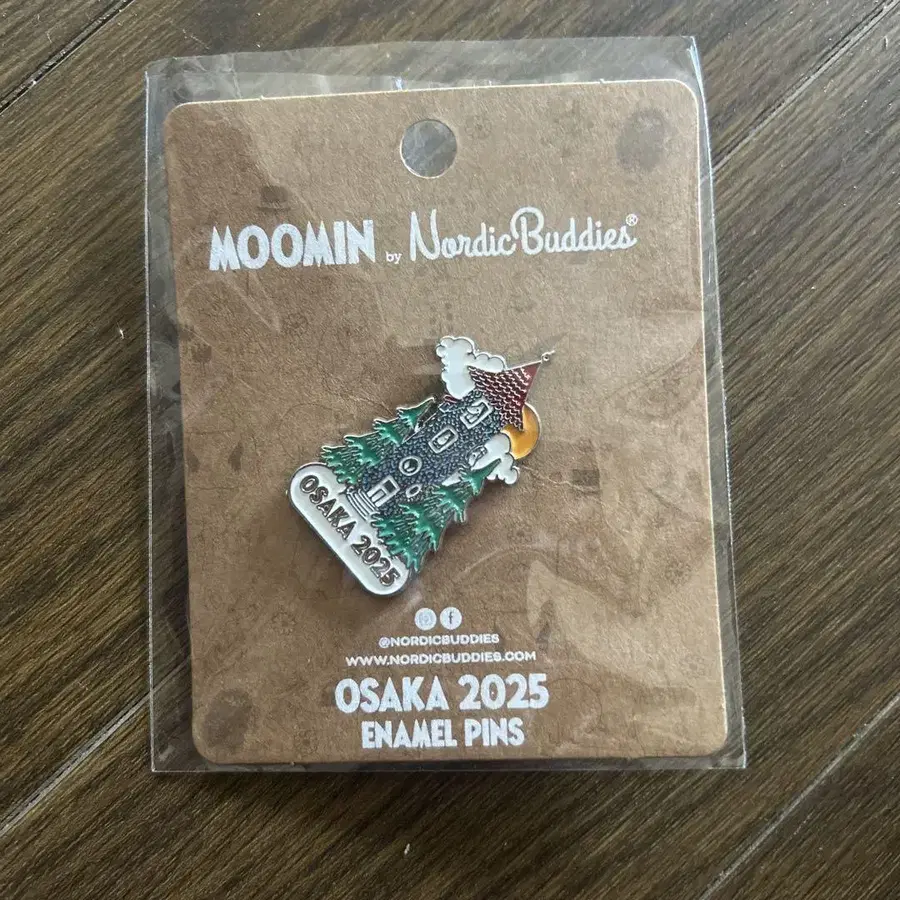 MOOMIN by NordicBuddies®
OSAKA 2025
@NORDICBUDDIES
WWW.NORDICBUDDIES.COM
OSAKA 2025
ENAMEL PINS